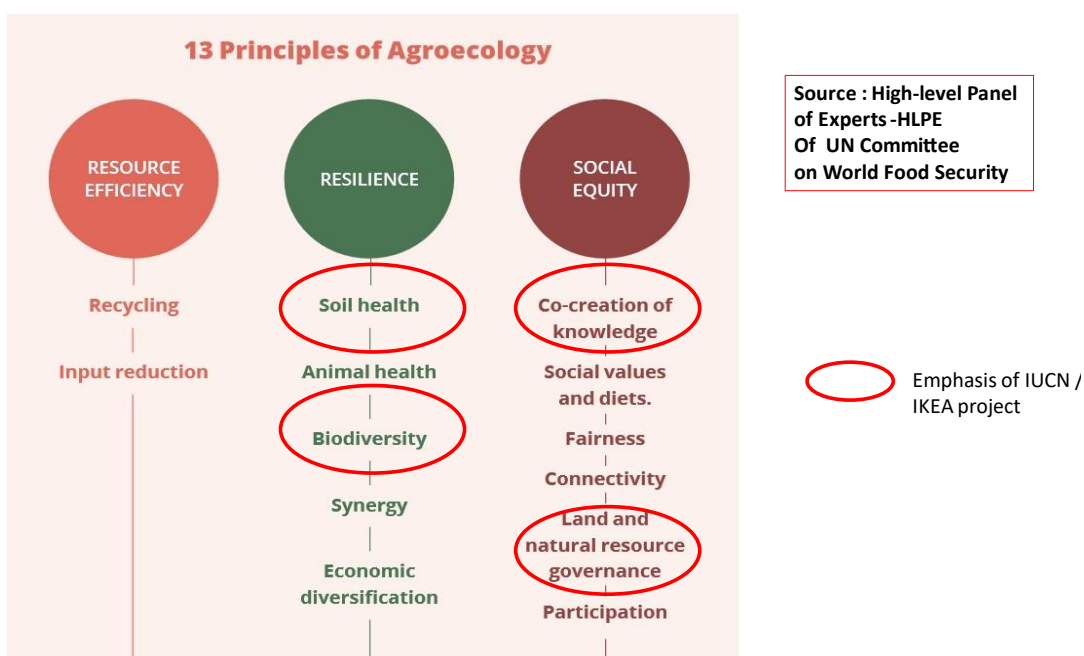 13 Principles of Agroecology
RESOURCE
EFFICIENCY
Recycling
Input reduction
RESILIENCE
Soil health
Animal health
Biodiversity
Synergy
Economic
diversification
SOCIAL
EQUITY
Co-creation of
knowledge
Social values
and diets.
Fairness
Connectivity
Land and
natural resource
governance
Participation
Source : High-level Panel
of Experts -HLPE
Of UN Committee
on World Food Security
Emphasis of IUCN /
IKEA project